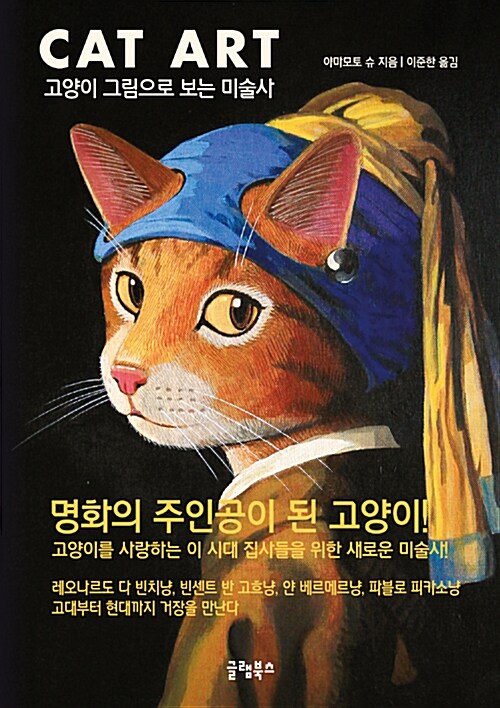 CAT ART
고양이 그림으로 보는 미술사
야마모토 슈 지음 | 이준한 옮김
명화의 주인공이 된 고양이!
고양이를 사랑하는 이 시대 집사들을 위한 새로운 미술사!
레오나르도 다 빈치냥, 빈센트 반 고흐냥, 얀 베르메르냥, 파블로 피카소냥
고대부터 현대까지 거장을 만난다
글램북스